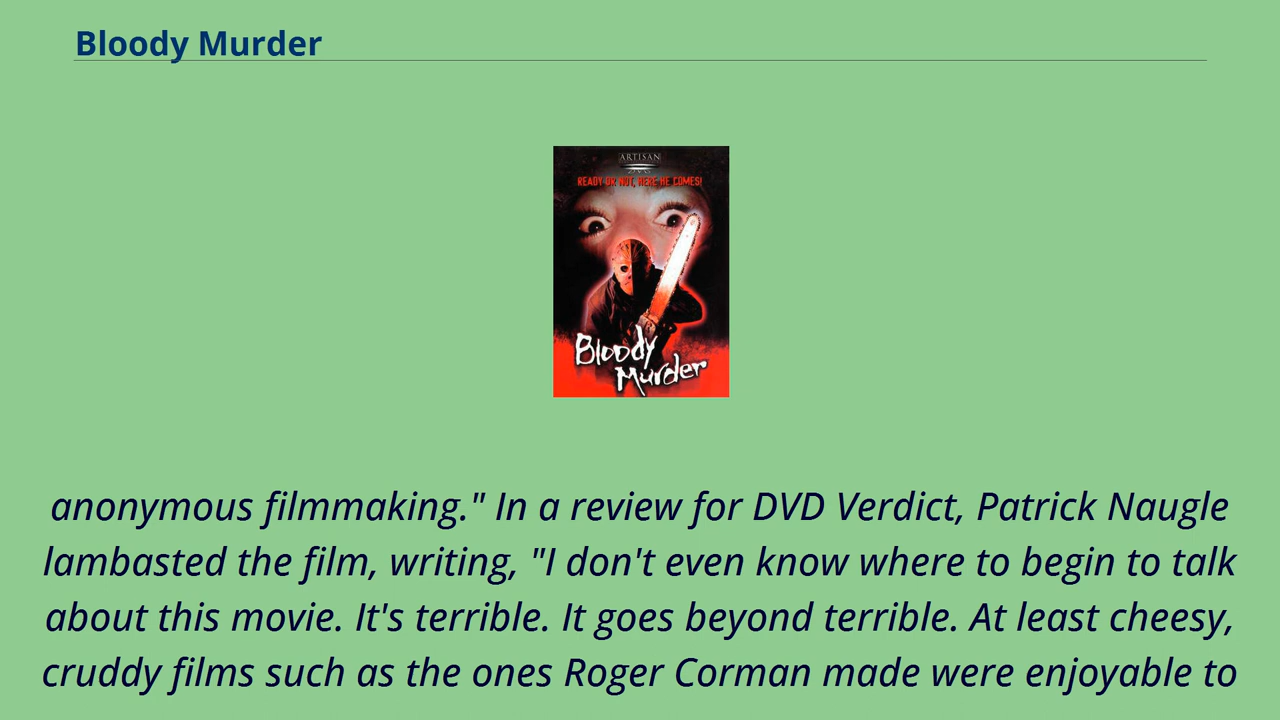 Bloody Murder
ARTISAN
DVD
READY OR NOT, HERE HE COMES!
Bloody
Murder
anonymous filmmaking." In a review for DVD Verdict, Patrick Naugle
lambasted the film, writing, "I don't even know where to begin to talk
about this movie. It's terrible. It goes beyond terrible. At least cheesy,
cruddy films such as the ones Roger Corman made were enjoyable to